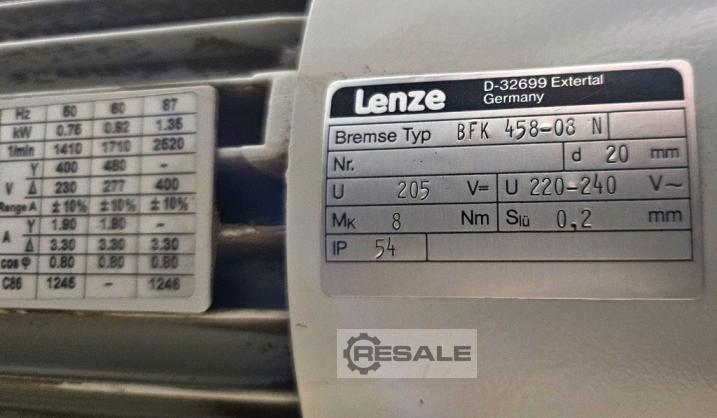 Hz 60 60 87
kW 0.75 0.92 1.35
1/min 1410 1710 2520
Y 400 480 -
V Δ 230 277 400
Range A ±10% ±10% ±10%
Y 1.90 1.90 -
A Δ 3.30 3.30 3.30
cos φ 0.80 0.80 0.80
C86 1246 - 1246
Lenze D-32699 Extertal
Germany
Bremse Typ BFK 458-08 N
Nr. d 20 mm
U 205 V= U 220-240 V~
MK 8 Nm Slü 0,2 mm
IP 54
RESALE